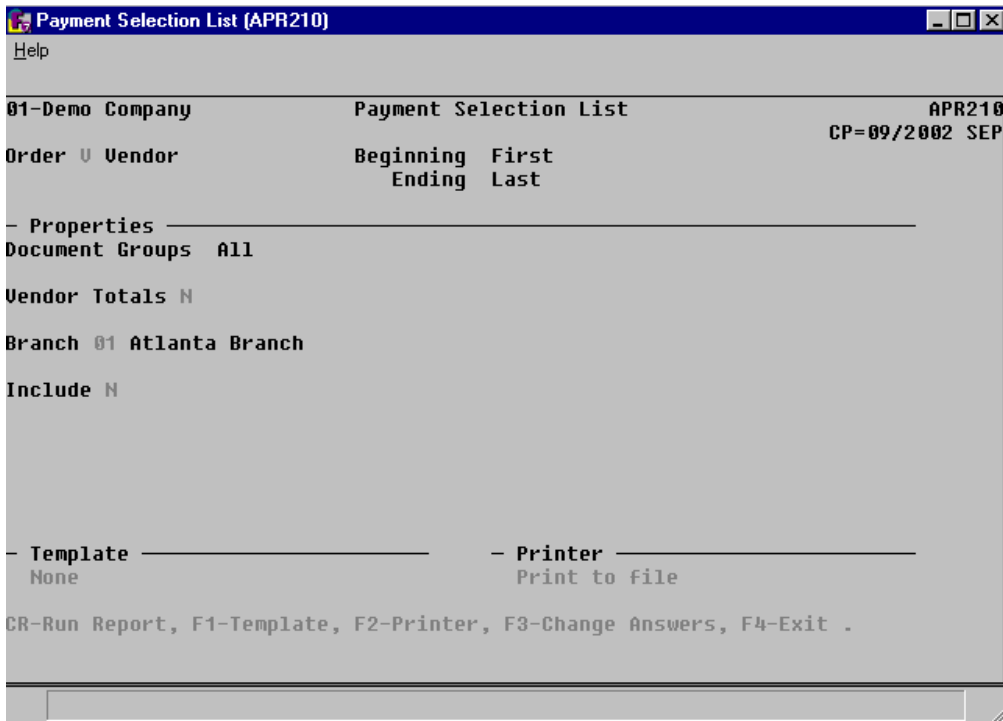 Payment Selection List (APR210)
Help
01-Demo Company Payment Selection List APR210
CP=09/2002 SEP
Order V Vendor Beginning First
Ending Last
Properties
Document Groups All
Vendor Totals N
Branch 01 Atlanta Branch
Include N
Template Printer
None Print to file
CR-Run Report, F1-Template, F2-Printer, F3-Change Answers, F4-Exit .